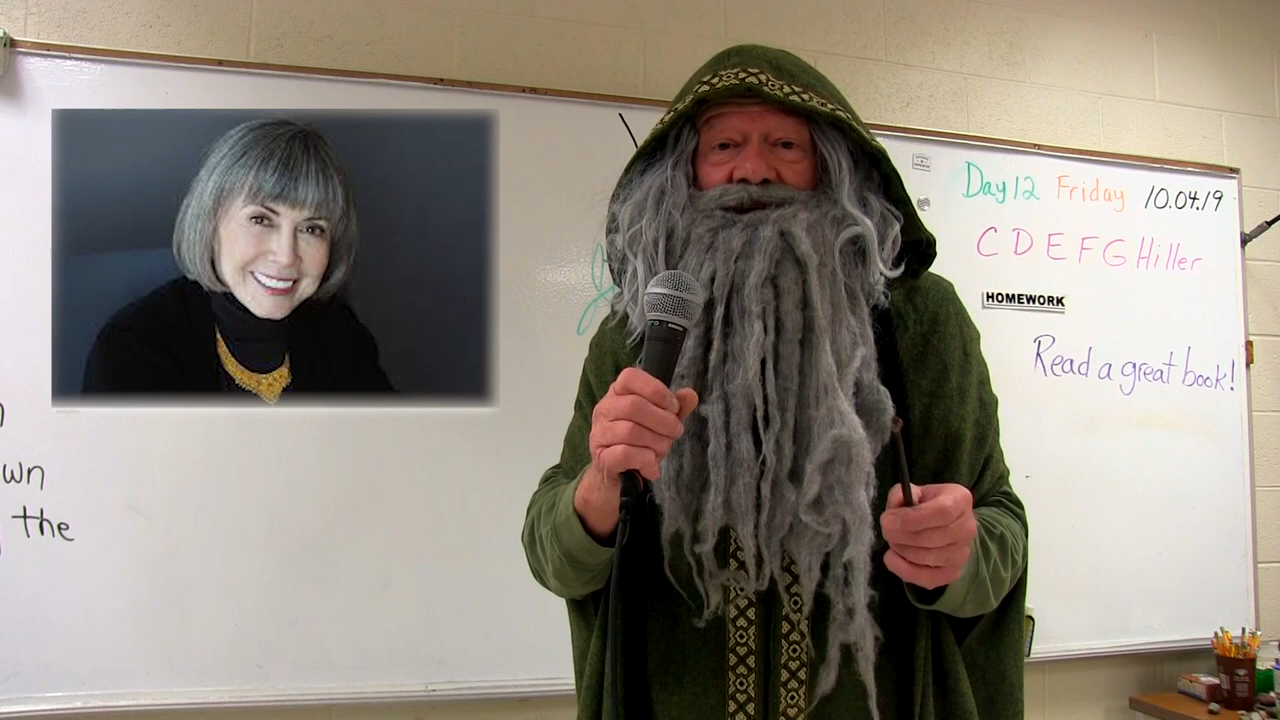 wn
the
Day 12 Friday 10.04.19
C D E F G Hiller
HOMEWORK
Read a great book!